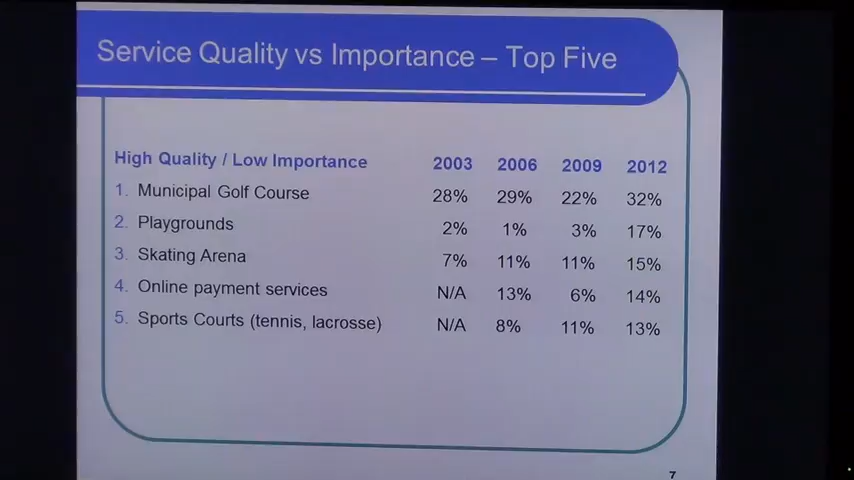 Service Quality vs Importance – Top Five
High Quality / Low Importance 2003 2006 2009 2012
1. Municipal Golf Course 28% 29% 22% 32%
2. Playgrounds 2% 1% 3% 17%
3. Skating Arena 7% 11% 11% 15%
4. Online payment services N/A 13% 6% 14%
5. Sports Courts (tennis, lacrosse) N/A 8% 11% 13%
7